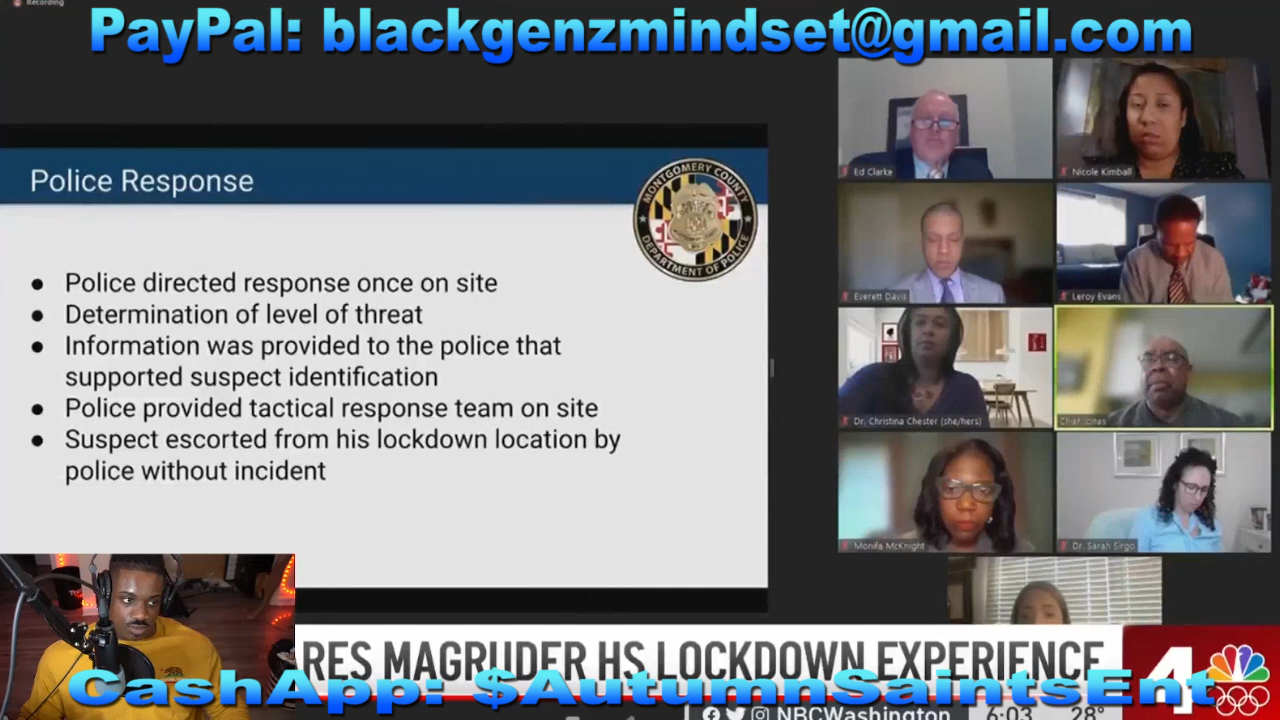 Recording
PayPal: blackgenzmindset@gmail.com
Police Response
MONTGOMERY COUNTY
DEPARTMENT OF POLICE
● Police directed response once on site
● Determination of level of threat
● Information was provided to the police that
supported suspect identification
● Police provided tactical response team on site
● Suspect escorted from his lockdown location by
police without incident
Ed Clarke
Nicole Kimball
Everett Davis
Leroy Evans
Dr. Christina Chester (she/hers)
Chief Jones
Monifa McKnight
Dr. Sarah Sirgo
RES MAGRUDER HS LOCKDOWN EXPERIENCE
4
CashApp: $AutumnSaintsEnt
NBCWashington
6:03 28°